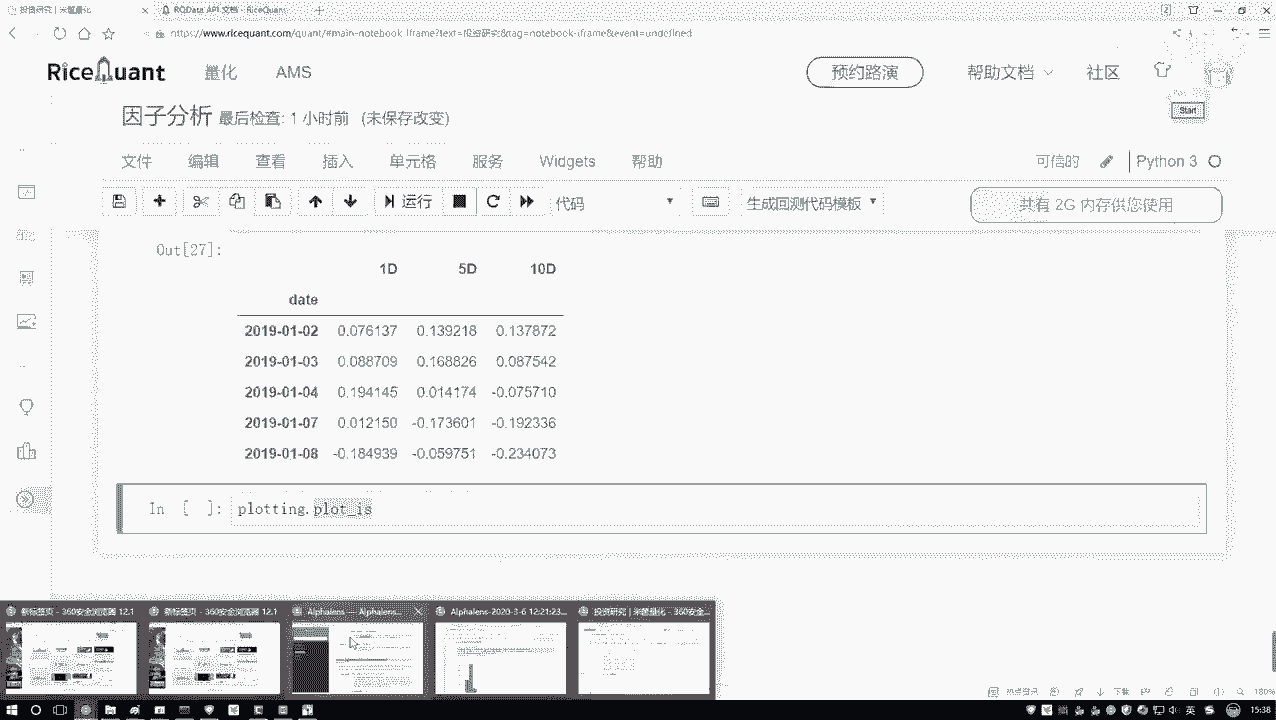 投资研究 | 米筐量化
RQData API 文档 - RiceQuant
https://www.ricequant.com/quant/#main-notebook-iframe?text=投资研究&tag=notebook-iframe&event=undefined
RiceQuant 量化 AMS 预约路演 帮助文档 社区
因子分析 最后检查: 1 小时前 (未保存改变)
Start
文件 编辑 查看 插入 单元格 服务 Widgets 帮助 可信的 Python 3
运行 代码 生成回测代码模板 共有 2G 内存供您使用
Out[27]:
1D 5D 10D
date
2019-01-02 0.076137 0.139218 0.137872
2019-01-03 0.088709 0.168826 0.087542
2019-01-04 0.194145 0.014174 -0.075710
2019-01-07 0.012150 -0.173601 -0.192336
2019-01-08 -0.184939 -0.059751 -0.234073
In [ ]: plotting.plot_is
新标签页 - 360安全浏览器 12.1
新标签页 - 360安全浏览器 12.1
Alphalens — Alphalens...
Alphalens-2020-3-6 12:21:23...
投资研究 | 米筐量化 - 360安全...
下载
180%
英
15:38